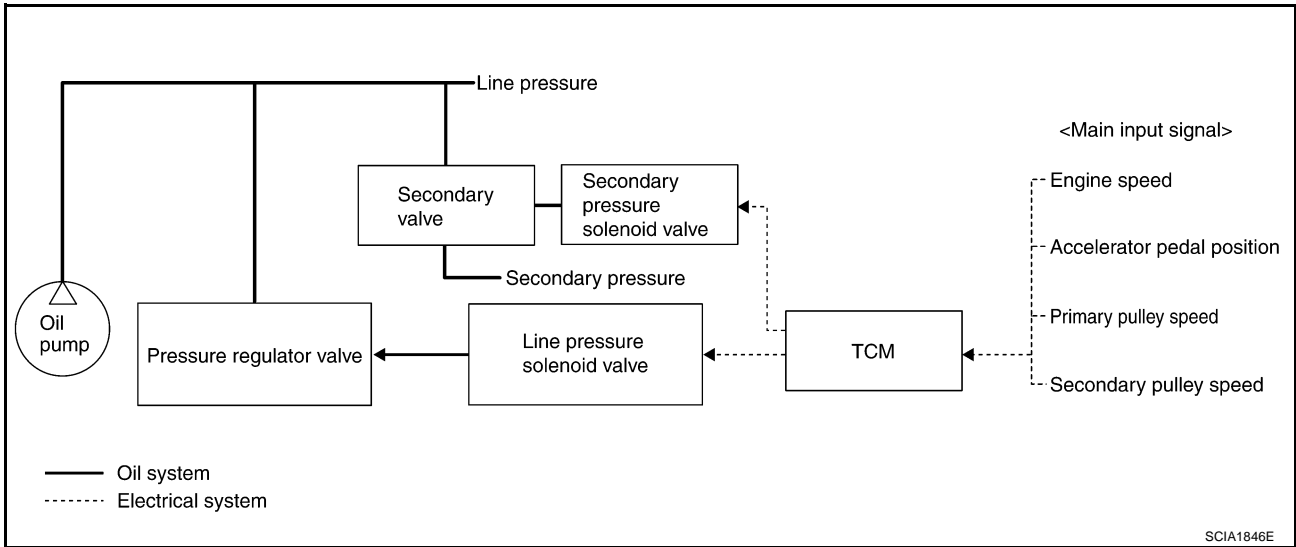 Line pressure
<Main input signal>
Secondary
valve
Secondary
pressure
solenoid valve
Engine speed
Accelerator pedal position
Secondary pressure
Oil
pump
Pressure regulator valve
Line pressure
solenoid valve
TCM
Primary pulley speed
Secondary pulley speed
Oil system
Electrical system
SCIA1846E